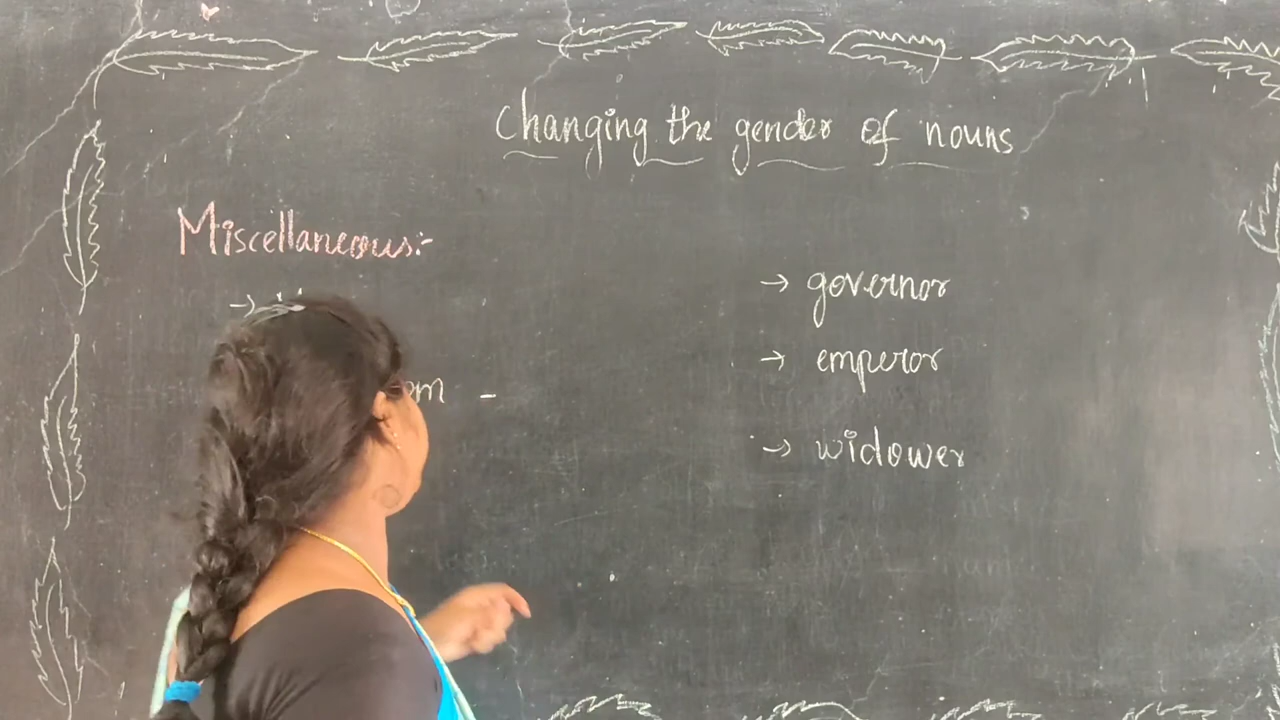 Changing the gender of nouns
Miscellaneous:-
→
-
→ governor
→ emperor
→ widower